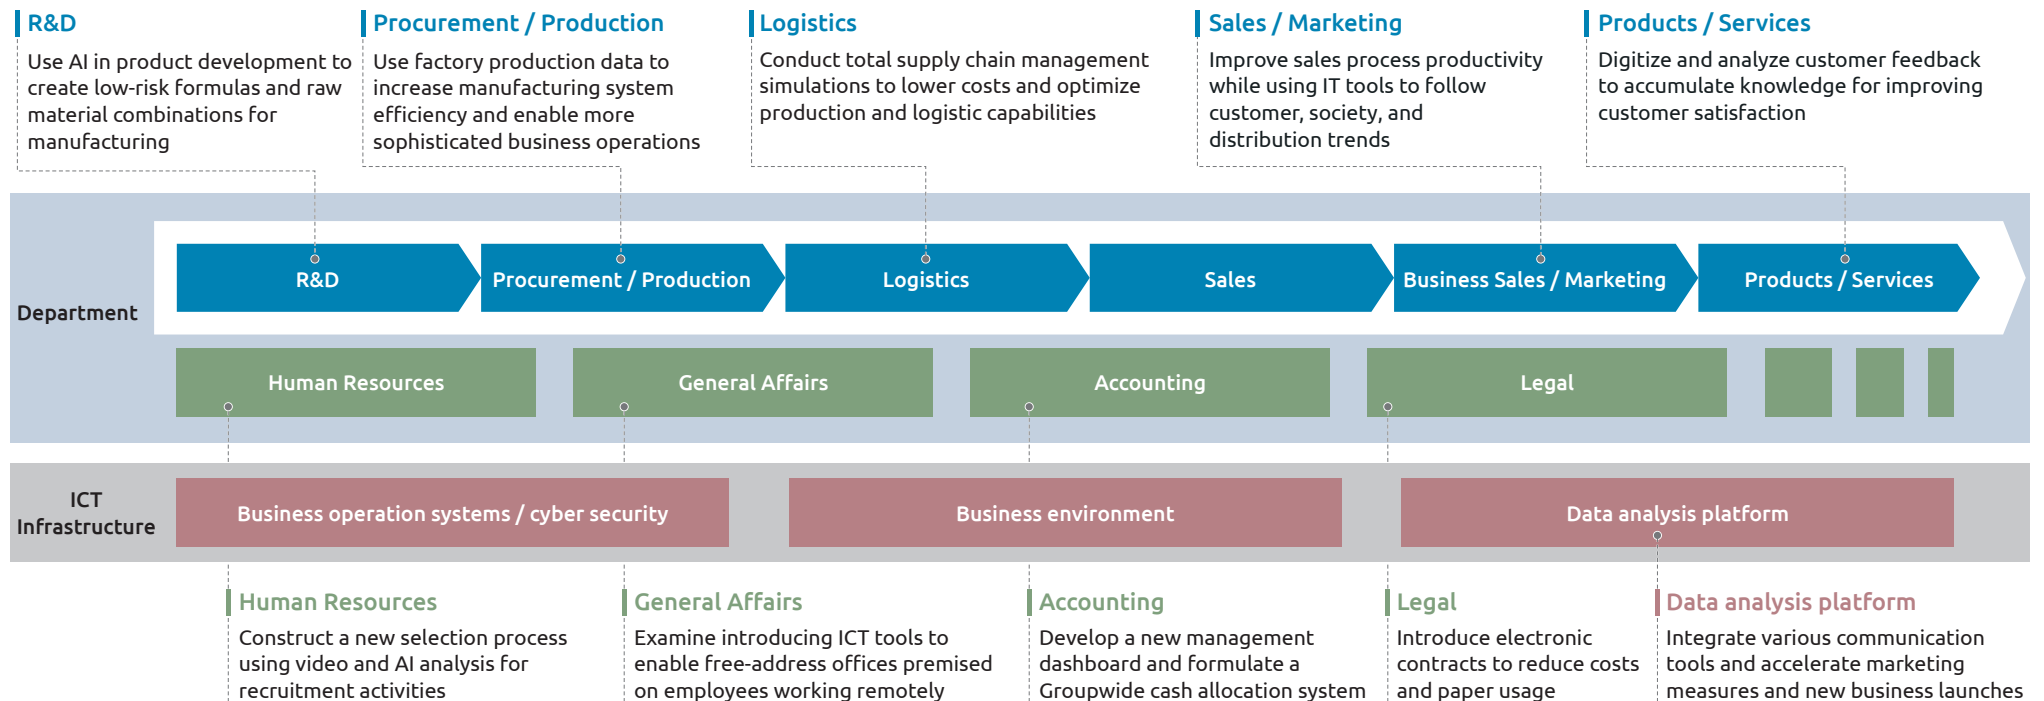 R&D
Use AI in product development to
create low-risk formulas and raw
material combinations for
manufacturing
Procurement / Production
Use factory production data to
increase manufacturing system
efficiency and enable more
sophisticated business operations
Logistics
Conduct total supply chain management
simulations to lower costs and optimize
production and logistic capabilities
Sales / Marketing
Improve sales process productivity
while using IT tools to follow
customer, society, and
distribution trends
Products / Services
Digitize and analyze customer feedback
to accumulate knowledge for improving
customer satisfaction
Department
R&D
Procurement / Production
Logistics
Sales
Business Sales / Marketing
Products / Services
Human Resources
General Affairs
Accounting
Legal
ICT
Infrastructure
Business operation systems / cyber security
Business environment
Data analysis platform
Human Resources
Construct a new selection process
using video and AI analysis for
recruitment activities
General Affairs
Examine introducing ICT tools to
enable free-address offices premised
on employees working remotely
Accounting
Develop a new management
dashboard and formulate a
Groupwide cash allocation system
Legal
Introduce electronic
contracts to reduce costs
and paper usage
Data analysis platform
Integrate various communication
tools and accelerate marketing
measures and new business launches